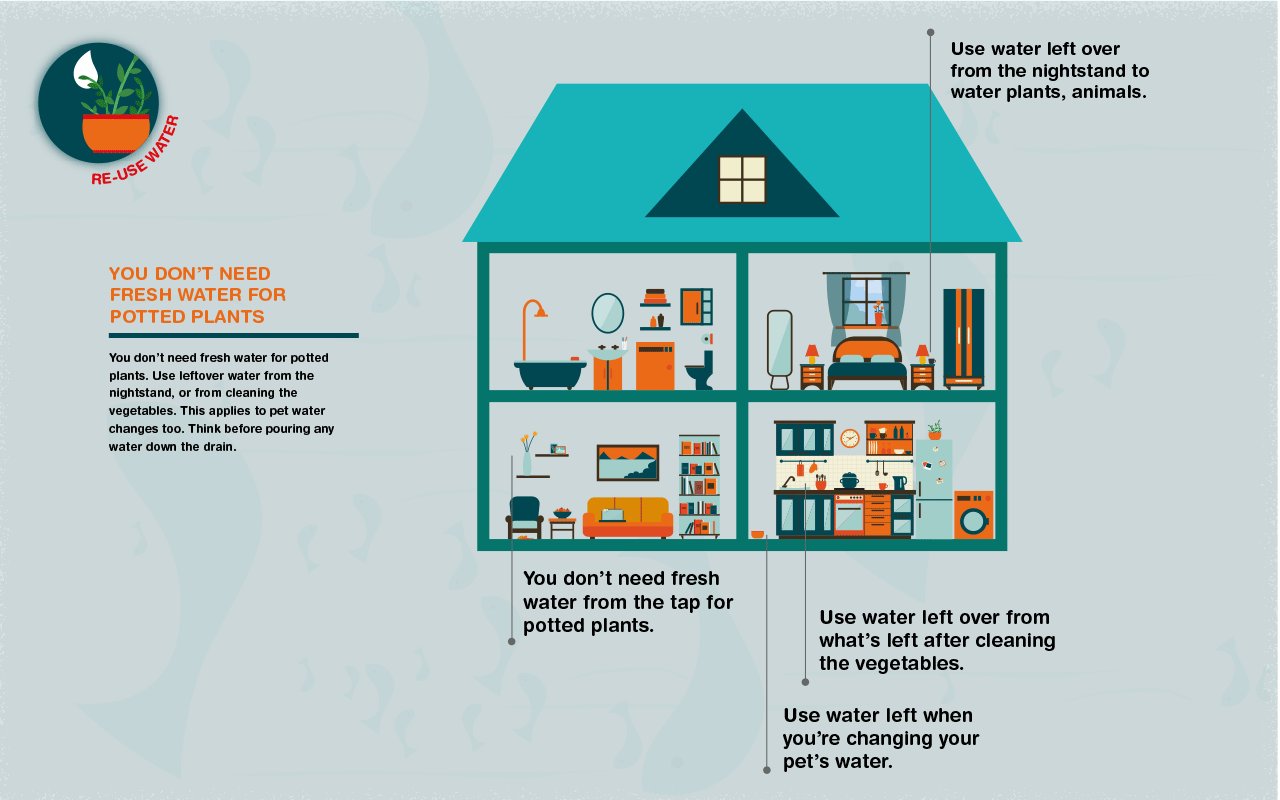 RE-USE WATER
YOU DON'T NEED
FRESH WATER FOR
POTTED PLANTS
You don't need fresh water for potted
plants. Use leftover water from the
nightstand, or from cleaning the
vegetables. This applies to pet water
changes too. Think before pouring any
water down the drain.
Use water left over
from the nightstand to
water plants, animals.
You don't need fresh
water from the tap for
potted plants.
Use water left over from
what's left after cleaning
the vegetables.
Use water left when
you're changing your
pet's water.